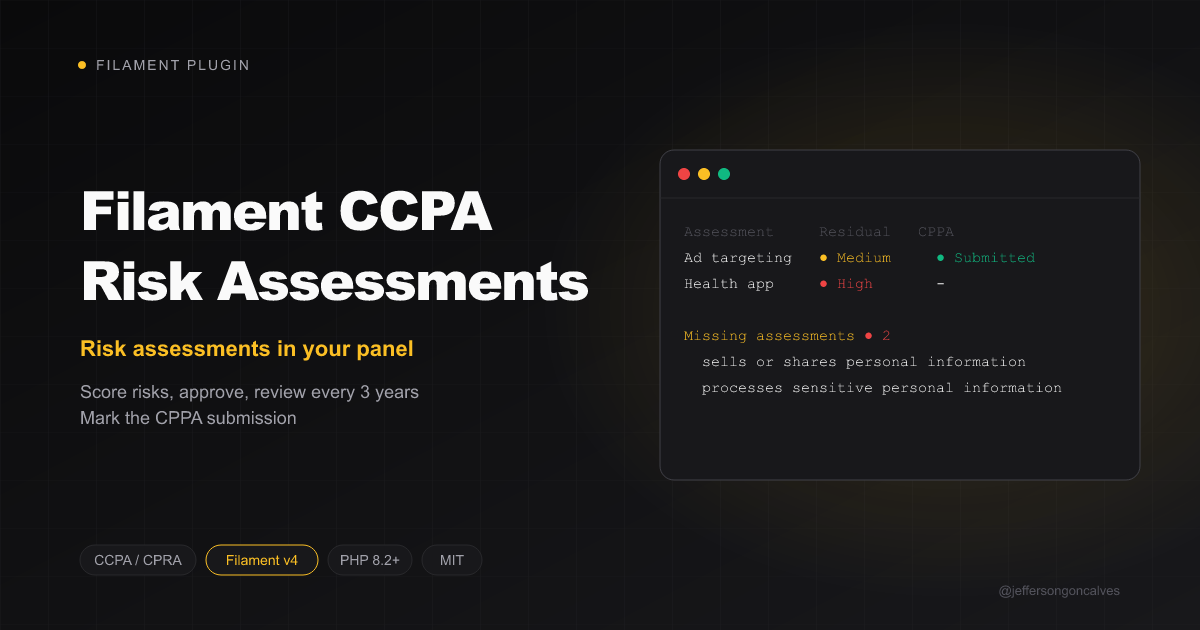 FILAMENT PLUGIN
Filament CCPA
Risk Assessments
Risk assessments in your panel
Score risks, approve, review every 3 years
Mark the CPPA submission
CCPA / CPRA
Filament v4
PHP 8.2+
MIT
Assessment Residual CPPA
Ad targeting ● Medium ● Submitted
Health app ● High –
Missing assessments ● 2
sells or shares personal information
processes sensitive personal information
@jeffersongoncalves